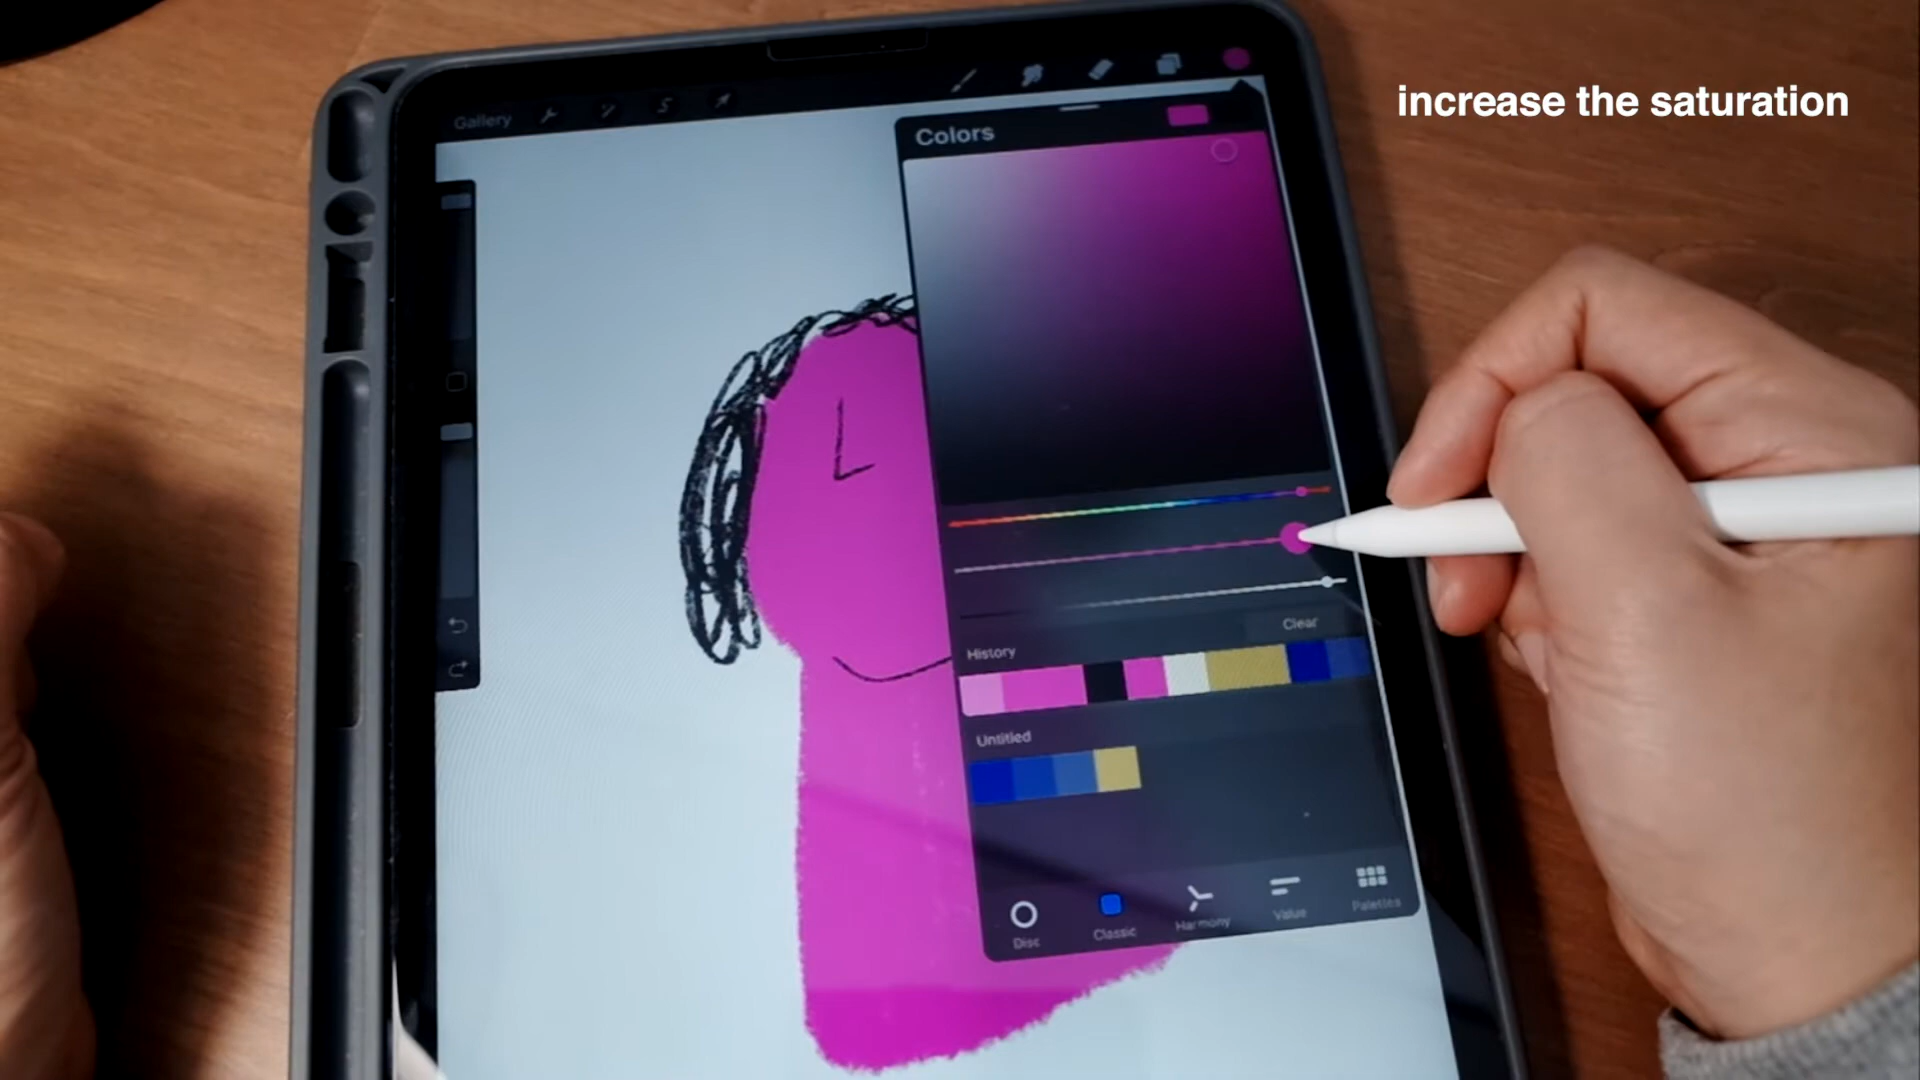 increase the saturation
Gallery
Colors
Clear
History
Untitled
Disc
Classic
Harmony
Value
Palettes